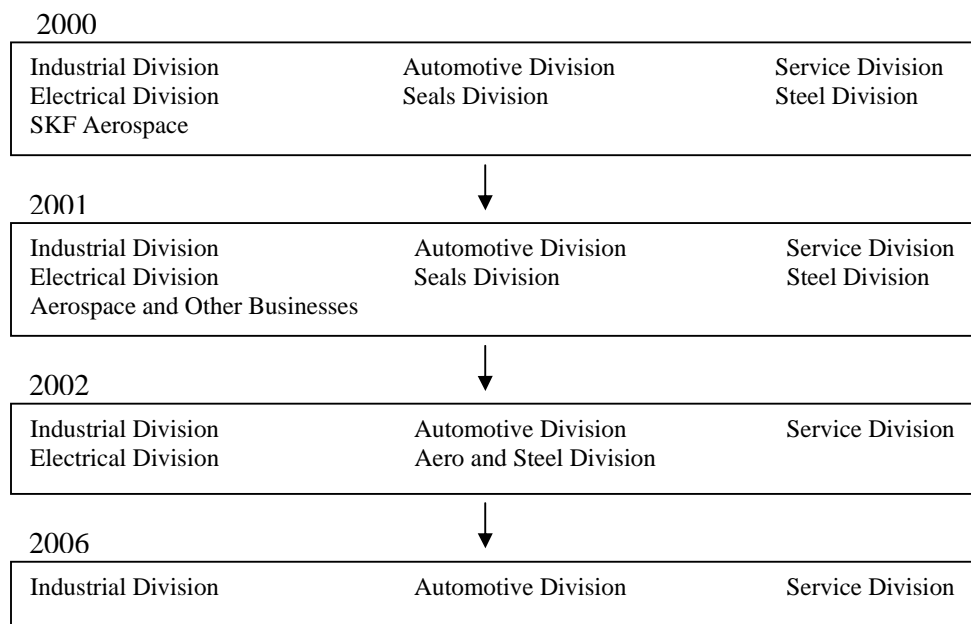 2000
Industrial Division Automotive Division Service Division
Electrical Division Seals Division Steel Division
SKF Aerospace
2001
Industrial Division Automotive Division Service Division
Electrical Division Seals Division Steel Division
Aerospace and Other Businesses
2002
Industrial Division Automotive Division Service Division
Electrical Division Aero and Steel Division
2006
Industrial Division Automotive Division Service Division